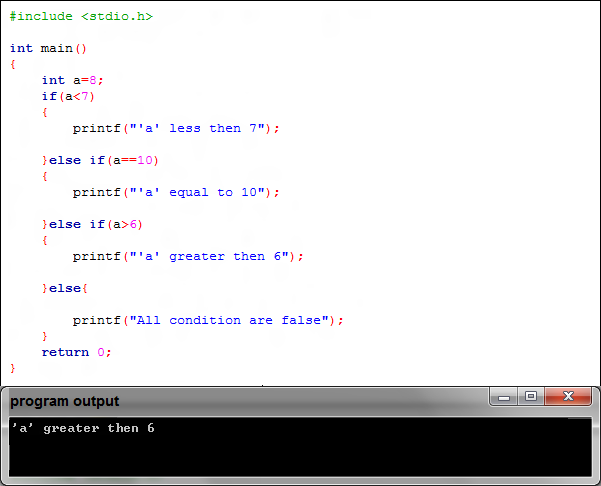 #include <stdio.h>
int main()
{
int a=8;
if(a<7)
{
printf("'a' less then 7");
}else if(a==10)
{
printf("'a' equal to 10");
}else if(a>6)
{
printf("'a' greater then 6");
}else{
printf("All condition are false");
}
return 0;
}
program output
'a' greater then 6